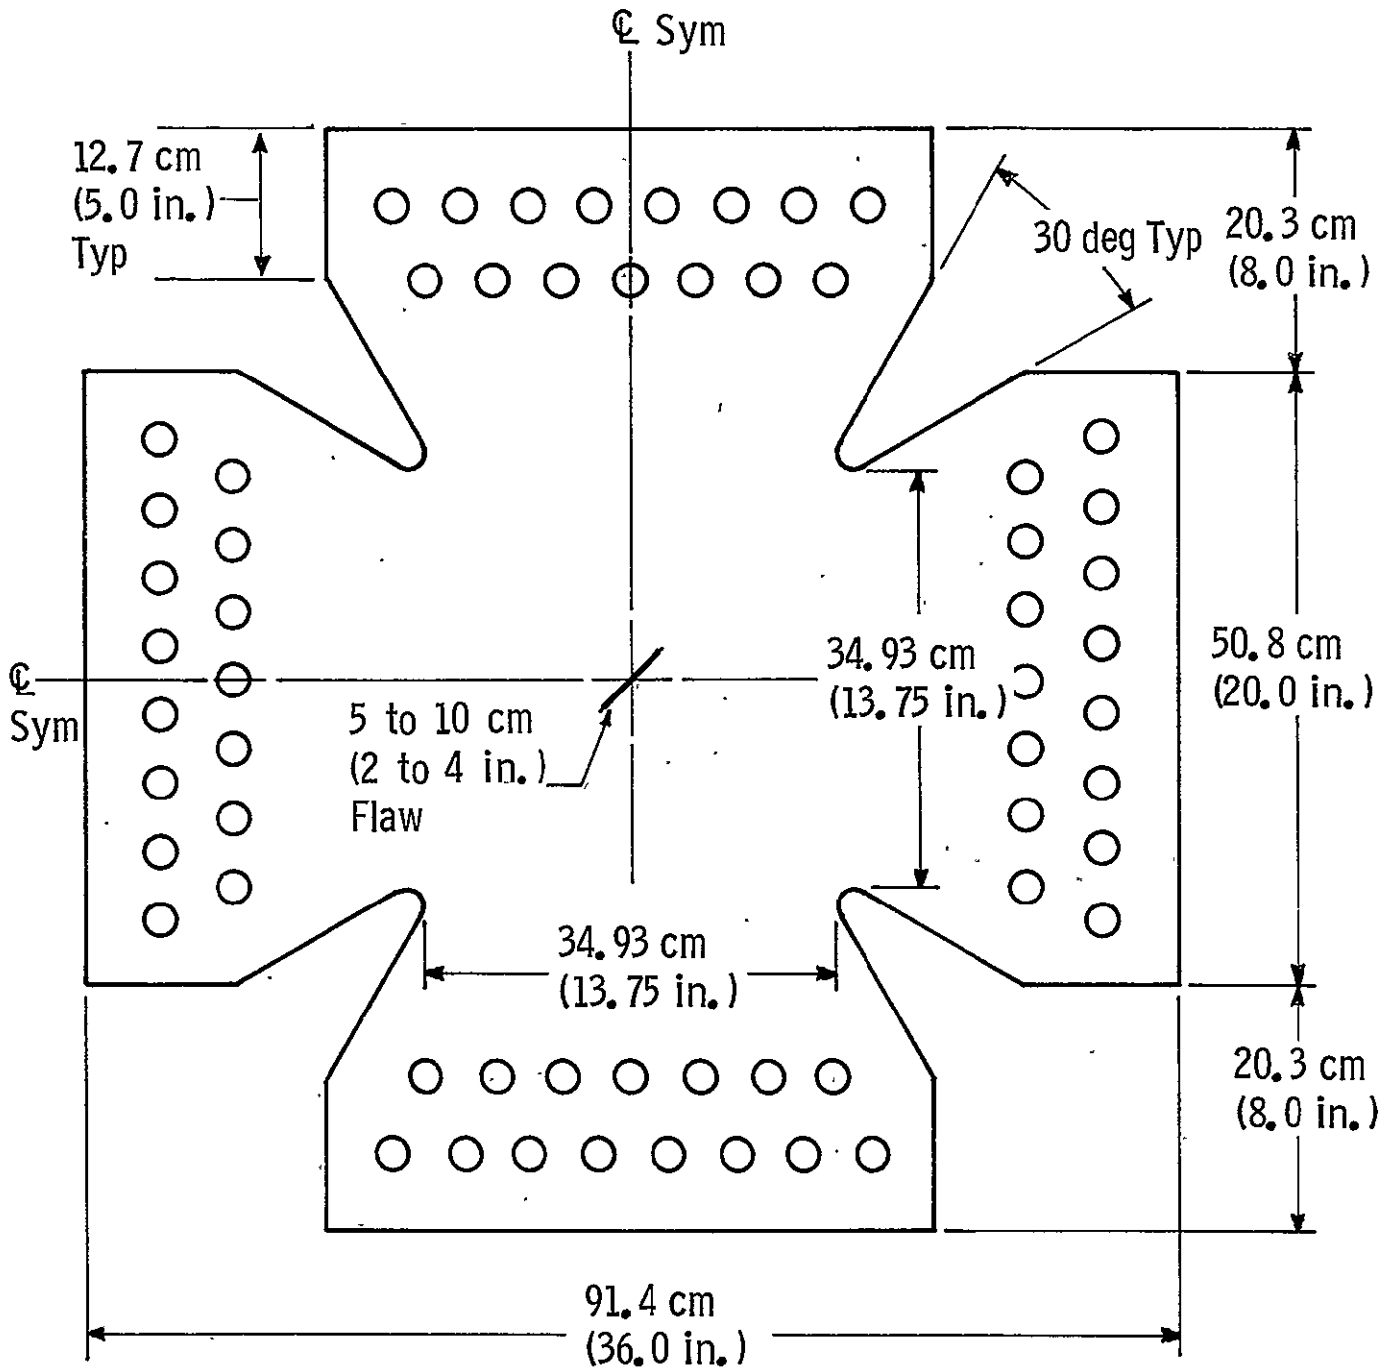 ℄ Sym
12.7 cm
(5.0 in.)
Typ
30 deg Typ
20.3 cm
(8.0 in.)
34.93 cm
(13.75 in.)
50.8 cm
(20.0 in.)
℄
Sym
5 to 10 cm
(2 to 4 in.)
Flaw
34.93 cm
(13.75 in.)
20.3 cm
(8.0 in.)
91.4 cm
(36.0 in.)